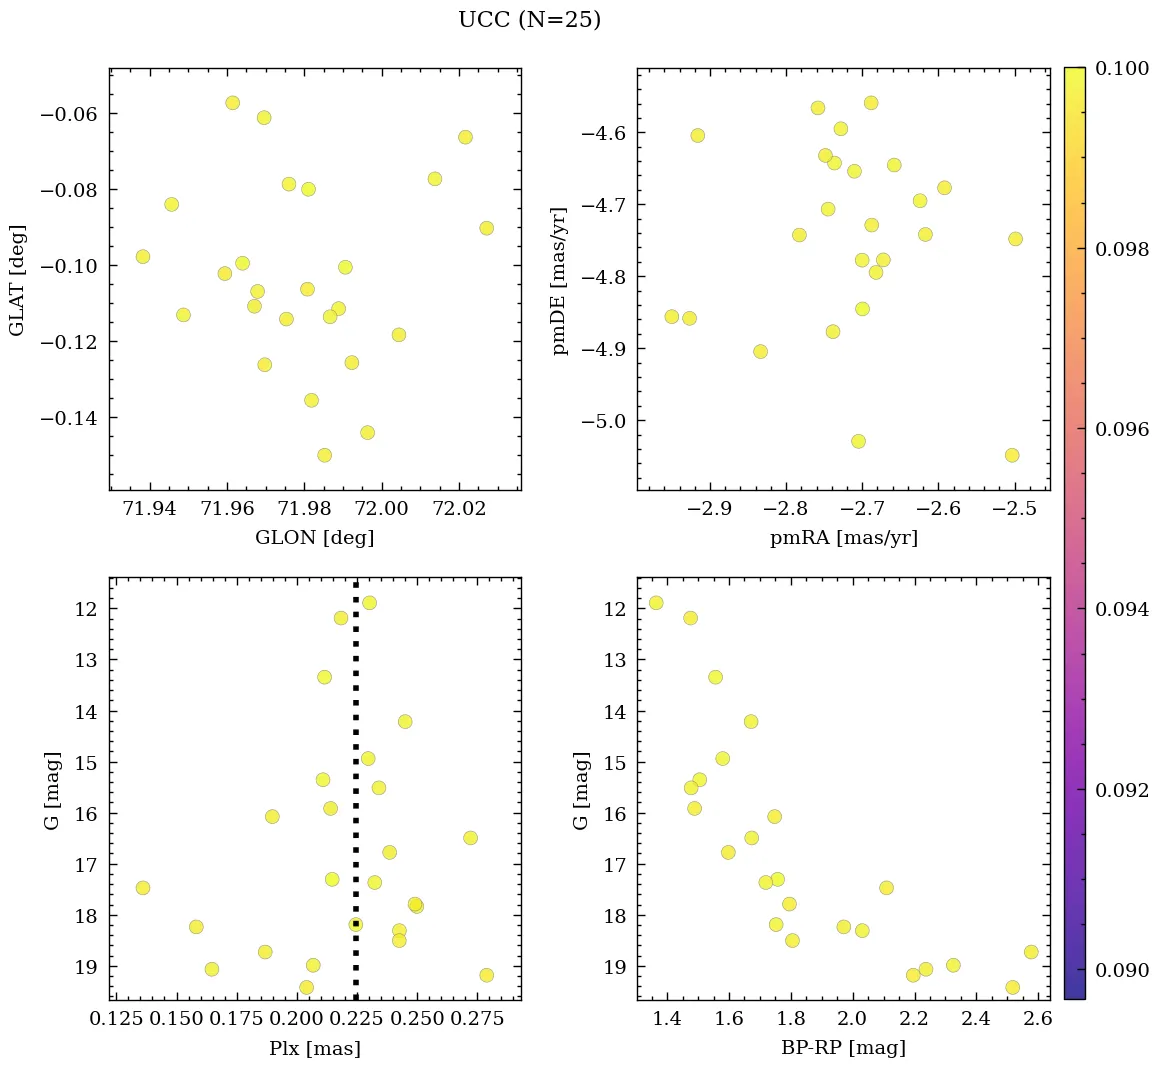 UCC (N=25)
−0.06
−0.08
−0.10
−0.12
−0.14
GLAT [deg]
71.94 71.96 71.98 72.00 72.02
GLON [deg]
−4.6
−4.7
−4.8
−4.9
−5.0
pmDE [mas/yr]
−2.9 −2.8 −2.7 −2.6 −2.5
pmRA [mas/yr]
12
13
14
15
16
17
18
19
G [mag]
0.125 0.150 0.175 0.200 0.225 0.250 0.275
Plx [mas]
12
13
14
15
16
17
18
19
G [mag]
1.4 1.6 1.8 2.0 2.2 2.4 2.6
BP-RP [mag]
0.100
0.098
0.096
0.094
0.092
0.090